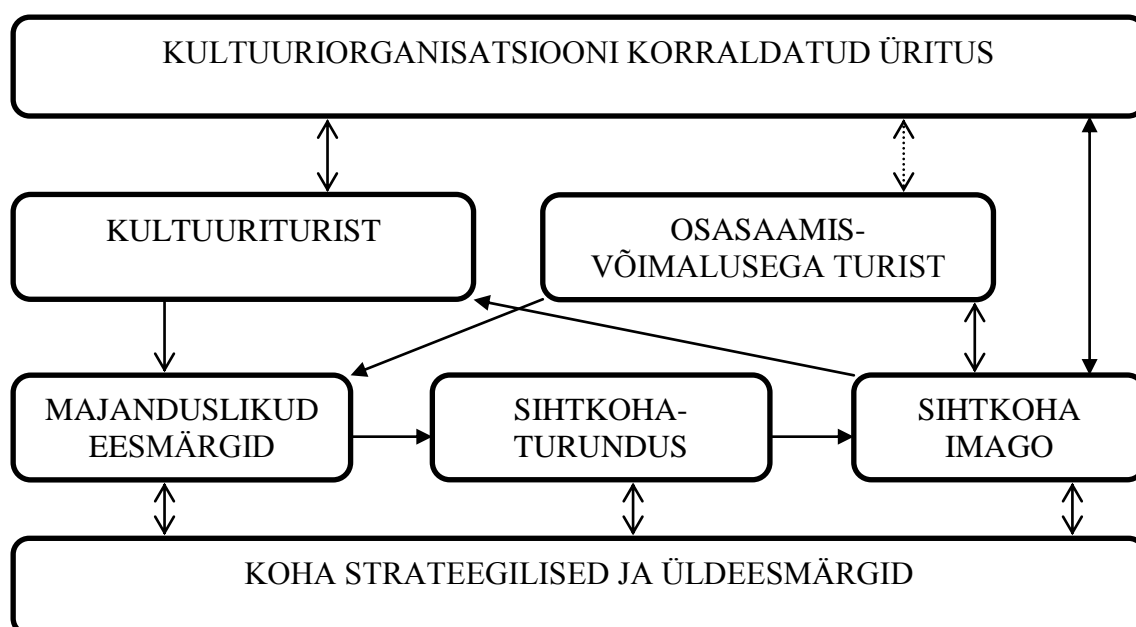 KULTUURIORGANISATSIOONI KORRALDATUD ÜRITUS
KULTUURITURIST
OSASAAMIS-
VÕIMALUSEGA TURIST
MAJANDUSLIKUD
EESMÄRGID
SIHTKOHA-
TURUNDUS
SIHTKOHA
IMAGO
KOHA STRATEEGILISED JA ÜLDEESMÄRGID